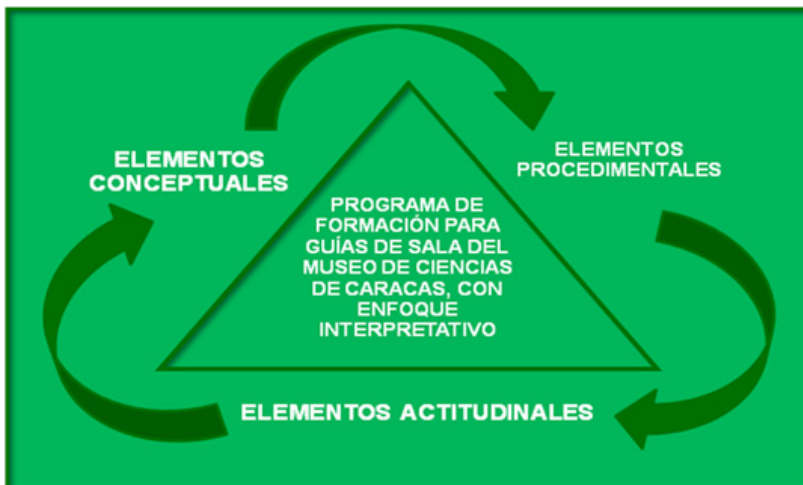 ELEMENTOS
CONCEPTUALES
ELEMENTOS
PROCEDIMENTALES
PROGRAMA DE
FORMACIÓN PARA
GUÍAS DE SALA DEL
MUSEO DE CIENCIAS
DE CARACAS, CON
ENFOQUE
INTERPRETATIVO
ELEMENTOS ACTITUDINALES